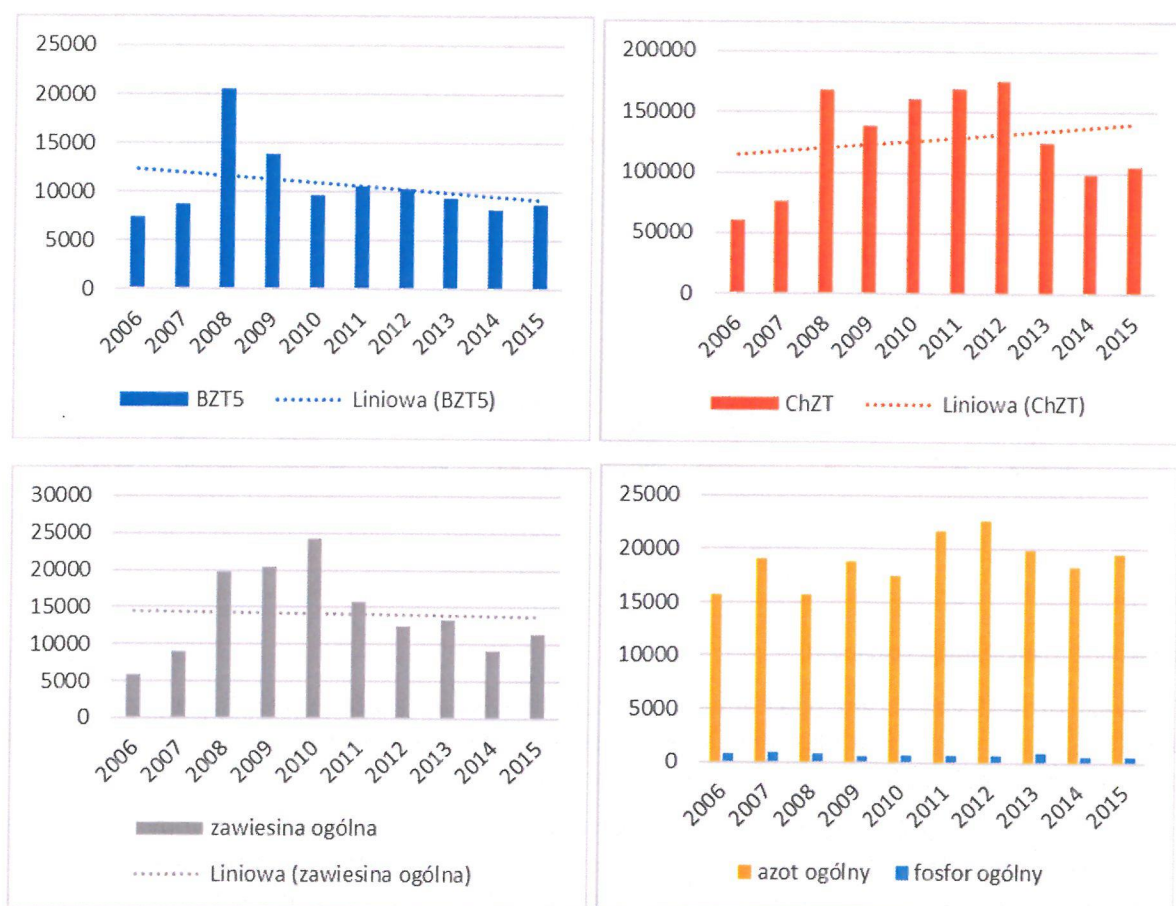 25000
20000
15000
10000
5000
0
2006 2007 2008 2009 2010 2011 2012 2013 2014 2015
BZT5 Liniowa (BZT5)
200000
150000
100000
50000
0
2006 2007 2008 2009 2010 2011 2012 2013 2014 2015
ChZT Liniowa (ChZT)
30000
25000
20000
15000
10000
5000
0
2006 2007 2008 2009 2010 2011 2012 2013 2014 2015
zawiesina ogólna
Liniowa (zawiesina ogólna)
25000
20000
15000
10000
5000
0
2006 2007 2008 2009 2010 2011 2012 2013 2014 2015
azot ogólny fosfor ogólny